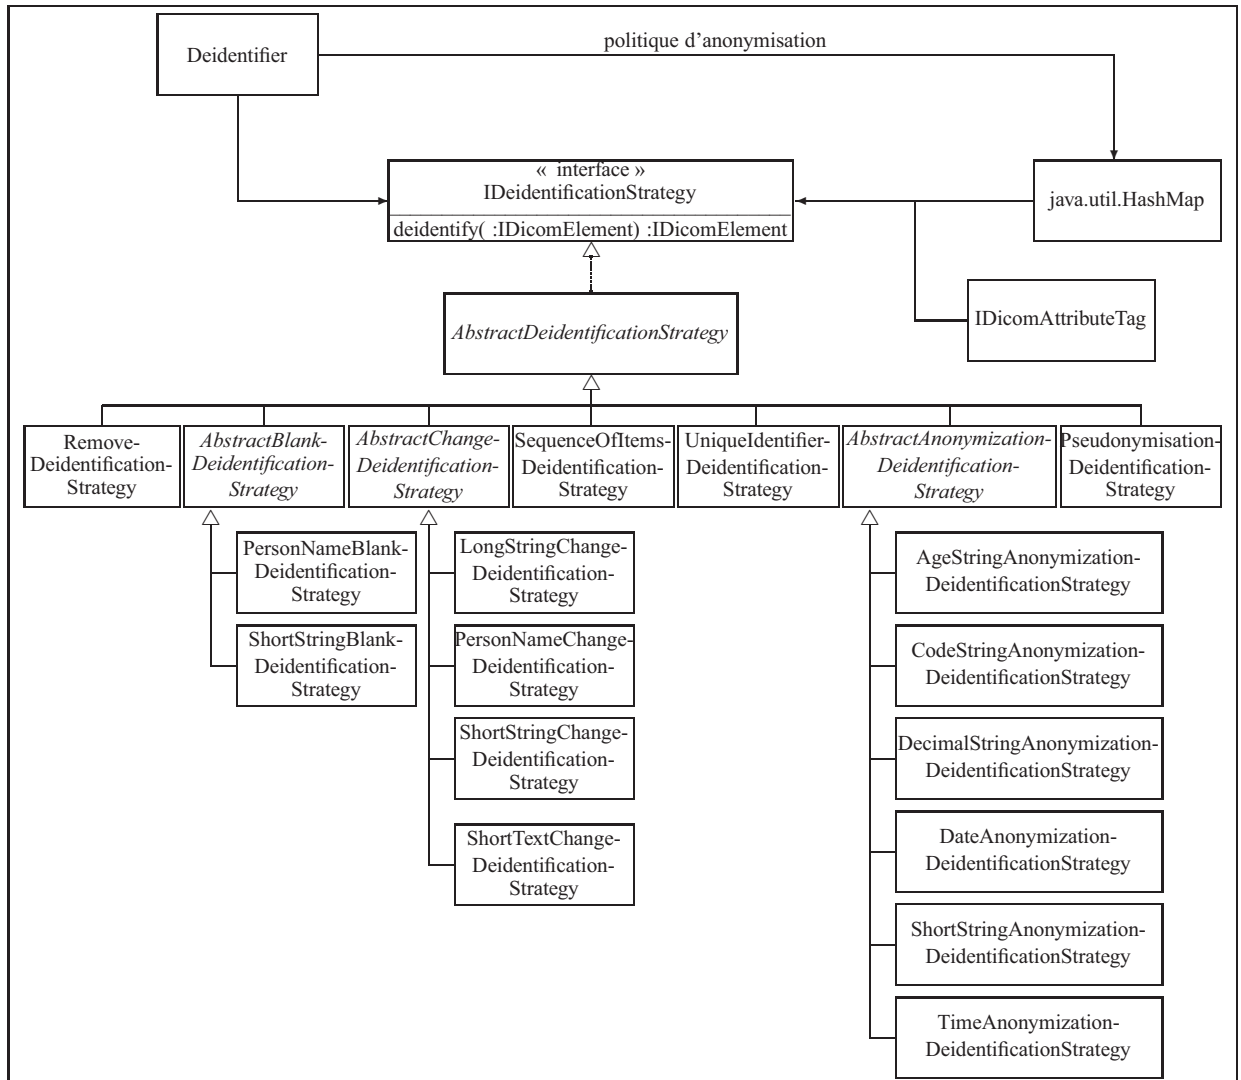 Deidentifier
politique d’anonymisation
« interface »
IDeidentificationStrategy
deidentify( :IDicomElement) :IDicomElement
java.util.HashMap
IDicomAttributeTag
AbstractDeidentificationStrategy
Remove-
Deidentification-
Strategy
AbstractBlank-
Deidentification-
Strategy
AbstractChange-
Deidentification-
Strategy
SequenceOfItems-
Deidentification-
Strategy
UniqueIdentifier-
Deidentification-
Strategy
AbstractAnonymization-
Deidentification-
Strategy
Pseudonymisation-
Deidentification-
Strategy
PersonNameBlank-
Deidentification-
Strategy
ShortStringBlank-
Deidentification-
Strategy
LongStringChange-
Deidentification-
Strategy
PersonNameChange-
Deidentification-
Strategy
ShortStringChange-
Deidentification-
Strategy
ShortTextChange-
Deidentification-
Strategy
AgeStringAnonymization-
DeidentificationStrategy
CodeStringAnonymization-
DeidentificationStrategy
DecimalStringAnonymization-
DeidentificationStrategy
DateAnonymization-
DeidentificationStrategy
ShortStringAnonymization-
DeidentificationStrategy
TimeAnonymization-
DeidentificationStrategy